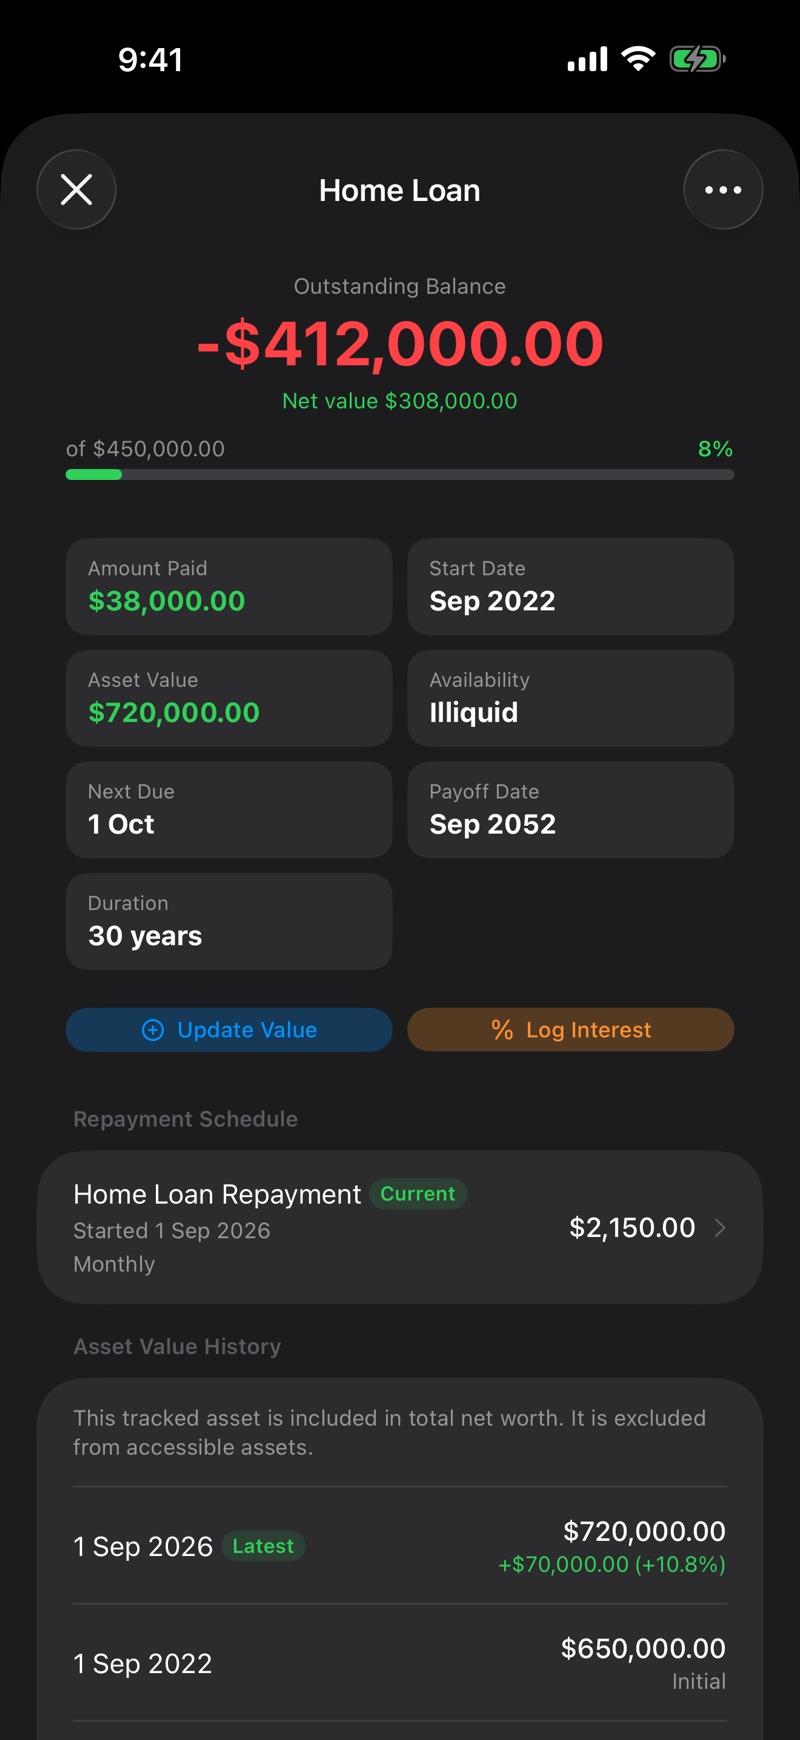 9:41
Home Loan
Outstanding Balance
-$412,000.00
Net value $308,000.00
of $450,000.00 8%
Amount Paid
$38,000.00
Start Date
Sep 2022
Asset Value
$720,000.00
Availability
Illiquid
Next Due
1 Oct
Payoff Date
Sep 2052
Duration
30 years
Update Value
% Log Interest
Repayment Schedule
Home Loan Repayment Current
Started 1 Sep 2026
Monthly
$2,150.00
Asset Value History
This tracked asset is included in total net worth. It is excluded
from accessible assets.
1 Sep 2026 Latest
$720,000.00
+$70,000.00 (+10.8%)
1 Sep 2022
$650,000.00
Initial